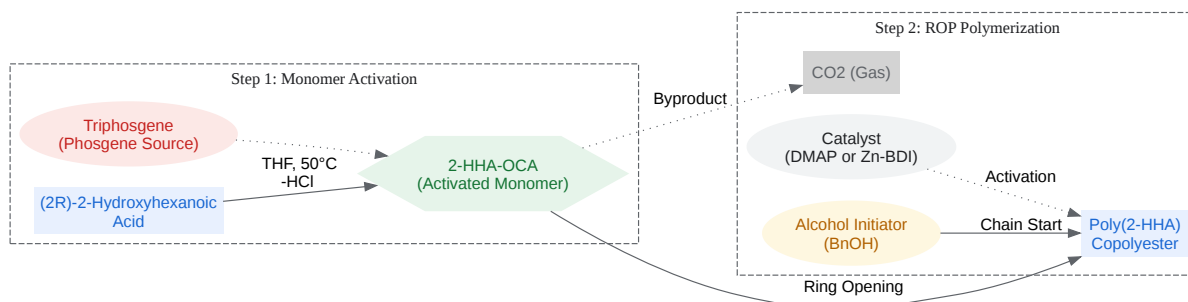 Step 1: Monomer Activation
Triphosgene
(Phosgene Source)
(2R)-2-Hydroxyhexanoic
Acid
THF, 50°C
-HCl
2-HHA-OCA
(Activated Monomer)
Byproduct
Step 2: ROP Polymerization
CO2 (Gas)
Catalyst
(DMAP or Zn-BDI)
Activation
Alcohol Initiator
(BnOH)
Chain Start
Poly(2-HHA)
Copolyester
Ring Opening